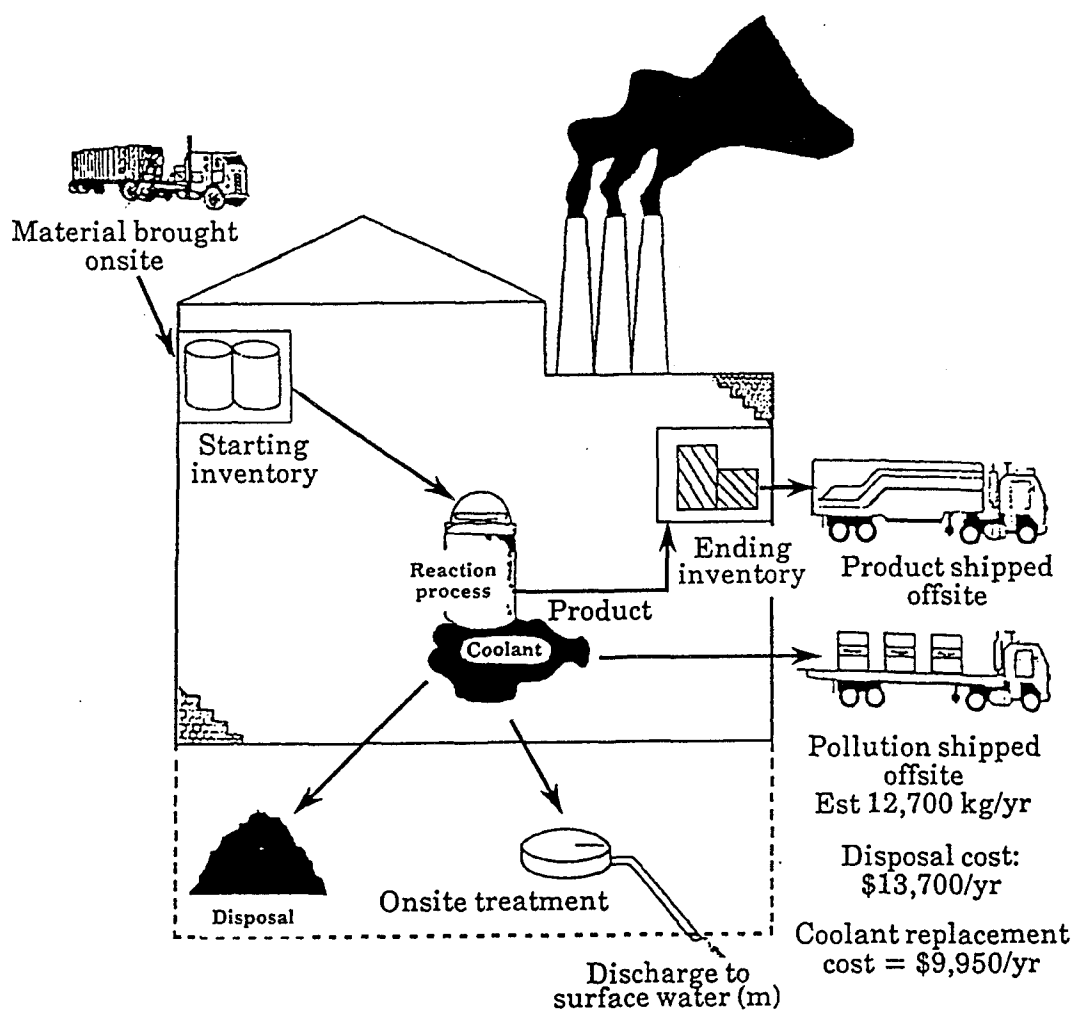 Material brought
onsite
Starting
inventory
Reaction
process
Product
Coolant
Ending
inventory
Product shipped
offsite
Pollution shipped
offsite
Est 12,700 kg/yr
Disposal cost:
$13,700/yr
Coolant replacement
cost = $9,950/yr
Disposal
Onsite treatment
Discharge to
surface water (m)